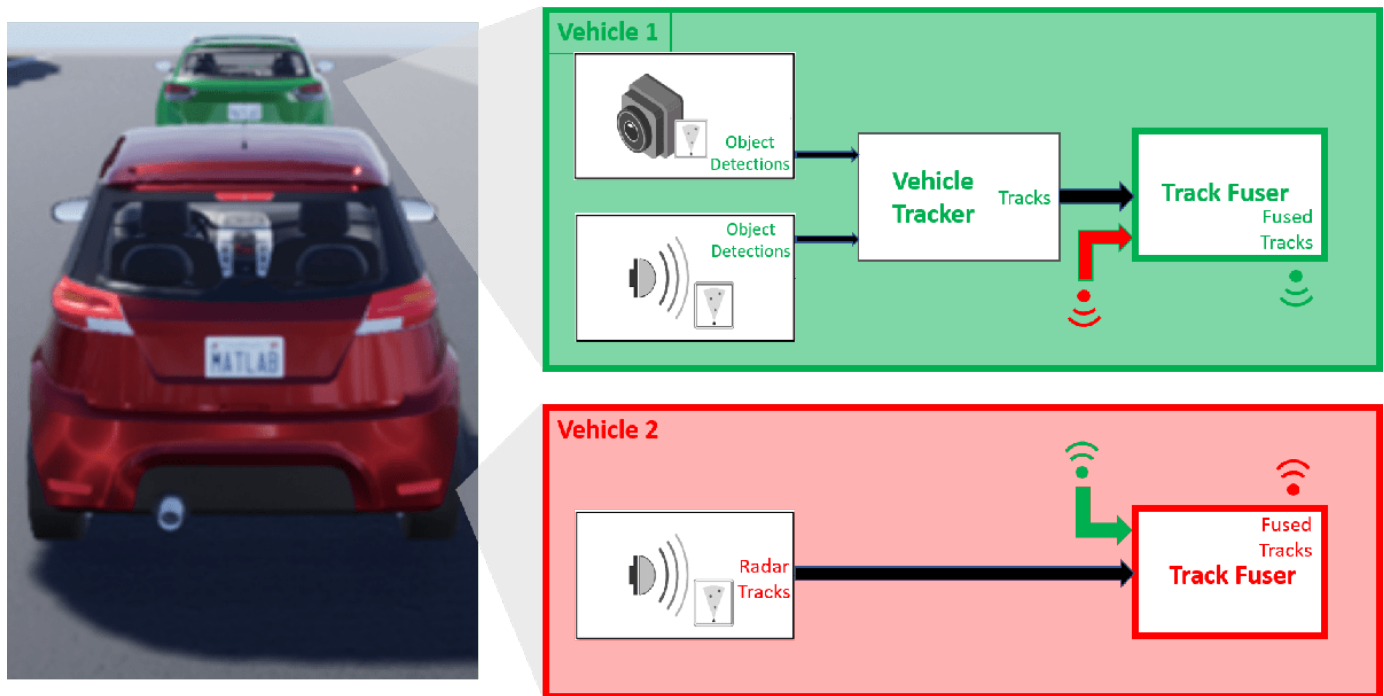 MATLAB
Vehicle 1
Object
Detections
Object
Detections
Vehicle
Tracker
Tracks
Track Fuser
Fused
Tracks
Vehicle 2
Radar
Tracks
Fused
Tracks
Track Fuser